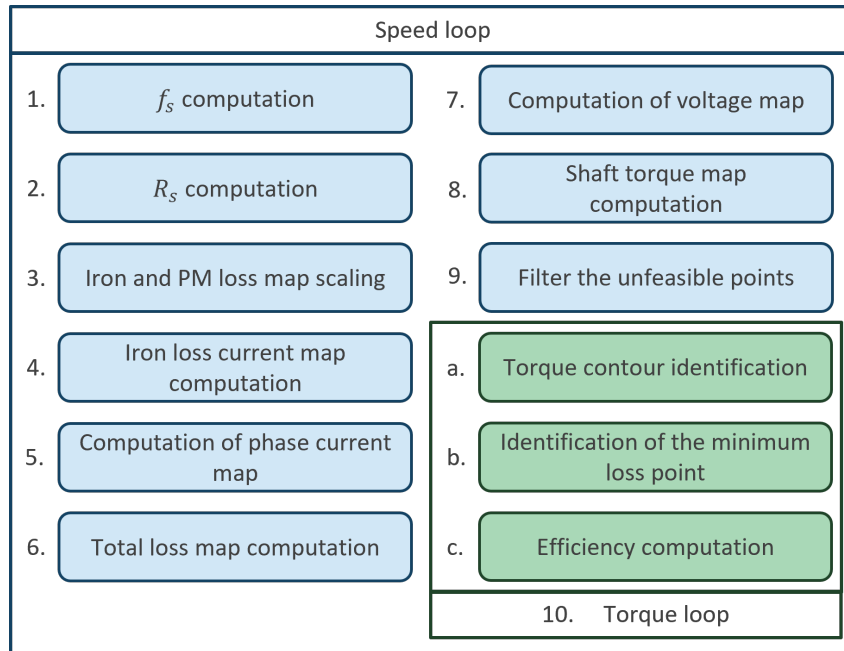 Speed loop
1. fₛ computation
2. Rₛ computation
3. Iron and PM loss map scaling
4. Iron loss current map
computation
5. Computation of phase current
map
6. Total loss map computation
7. Computation of voltage map
8. Shaft torque map
computation
9. Filter the unfeasible points
a. Torque contour identification
b. Identification of the minimum
loss point
c. Efficiency computation
10. Torque loop